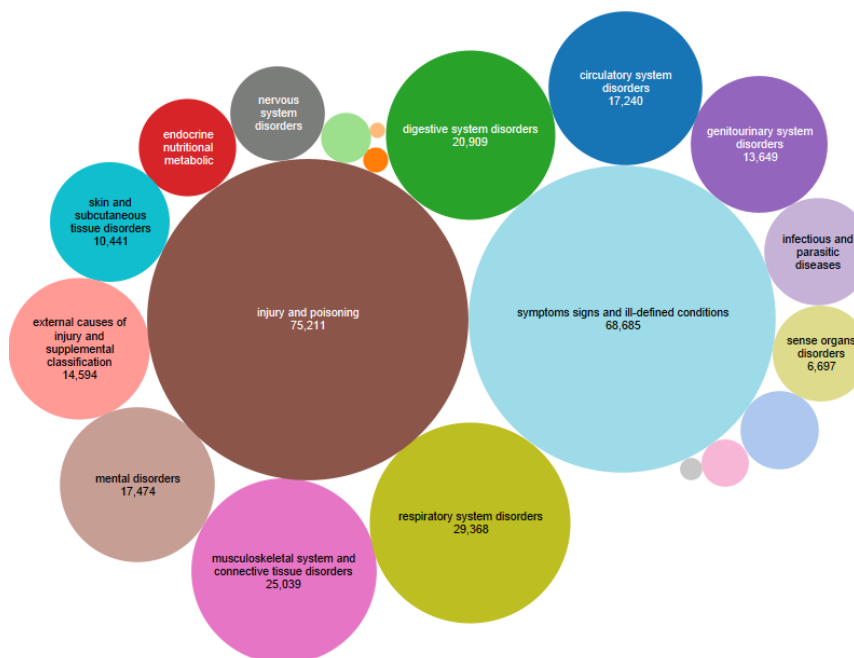 nervous
system
disorders
endocrine
nutritional
metabolic
digestive system disorders
20,909
circulatory system
disorders
17,240
genitourinary system
disorders
13,649
skin and
subcutaneous
tissue disorders
10,441
infectious and
parasitic
diseases
injury and poisoning
75,211
symptoms signs and ill-defined conditions
68,685
external causes of
injury and
supplemental
classification
14,594
sense organs
disorders
6,697
mental disorders
17,474
respiratory system disorders
29,368
musculoskeletal system and
connective tissue disorders
25,039